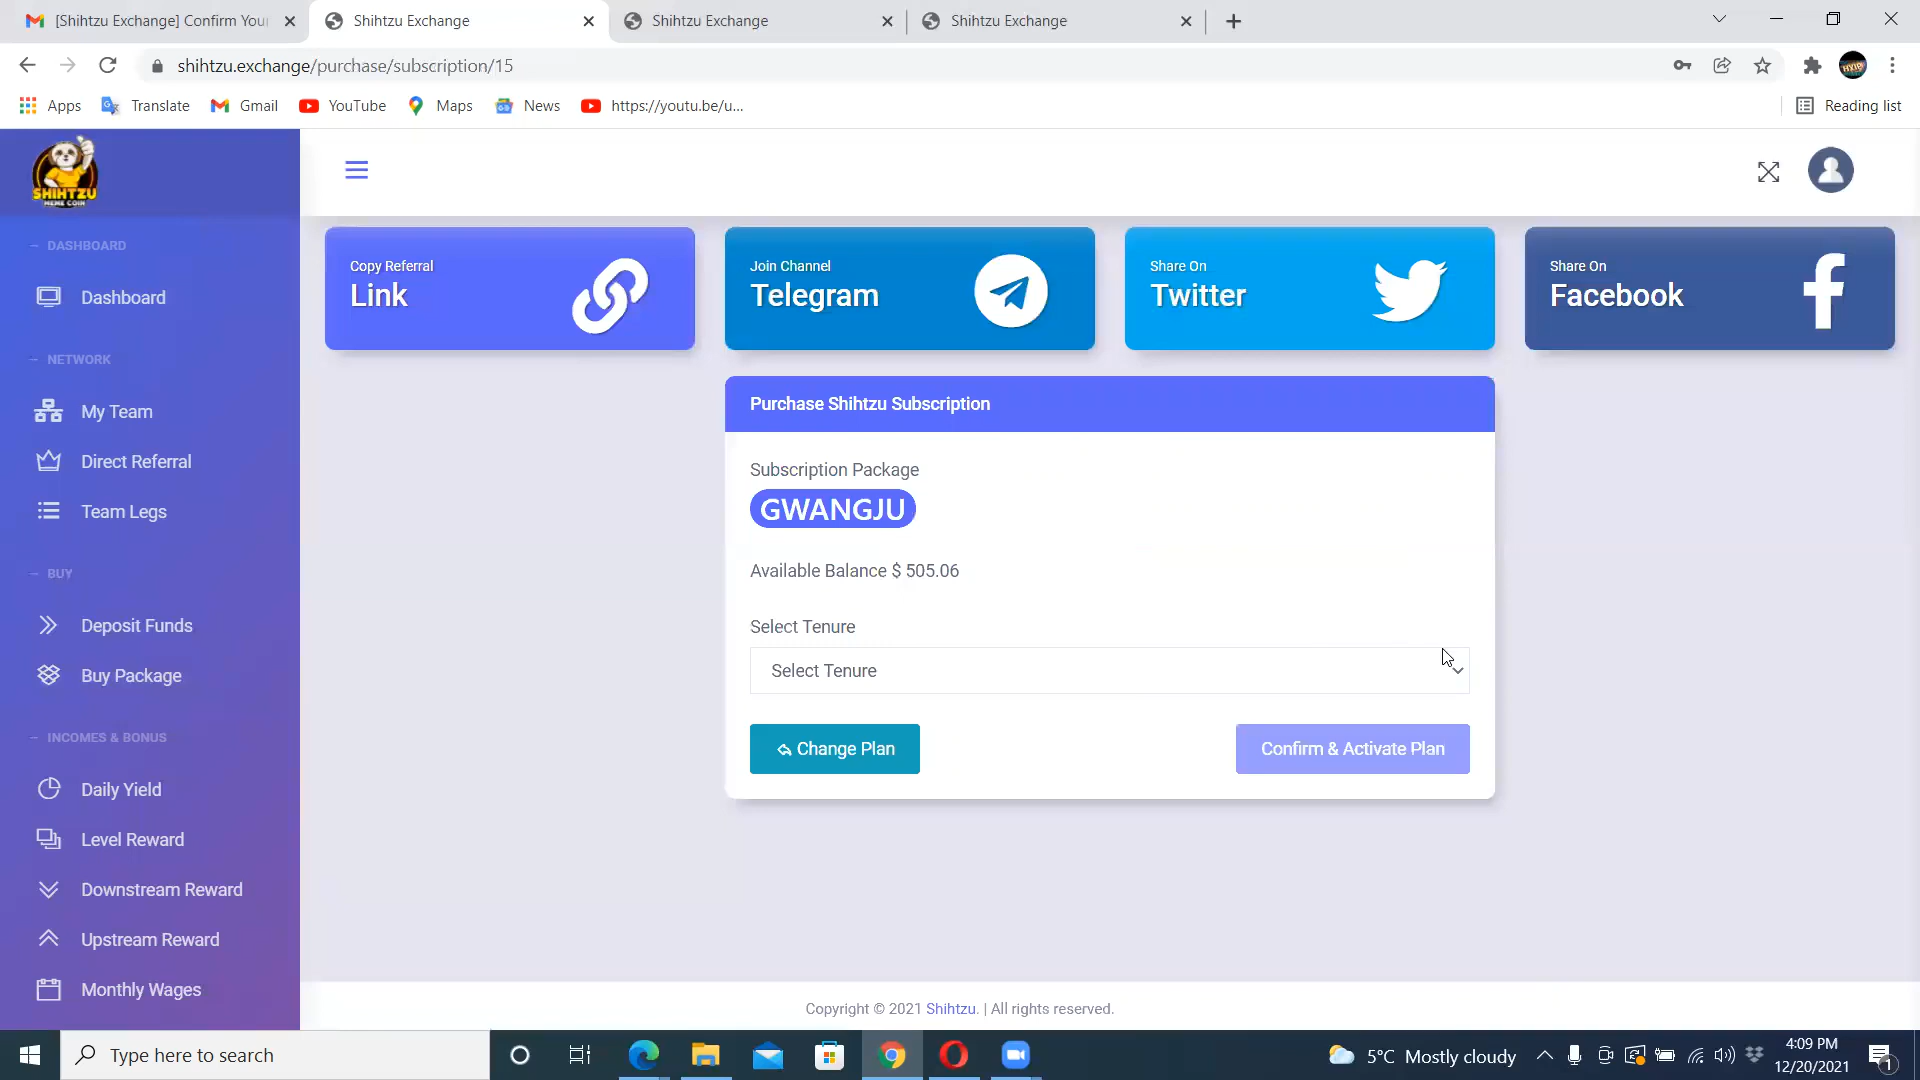 [Shihtzu Exchange] Confirm You
Shihtzu Exchange
Shihtzu Exchange
Shihtzu Exchange
shihtzu.exchange/purchase/subscription/15
Apps
Translate
Gmail
YouTube
Maps
News
https://youtu.be/u...
Reading list
SHIHTZU
MEME COIN
DASHBOARD
Dashboard
NETWORK
My Team
Direct Referral
Team Legs
BUY
Deposit Funds
Buy Package
INCOMES & BONUS
Daily Yield
Level Reward
Downstream Reward
Upstream Reward
Monthly Wages
Copy Referral
Link
Join Channel
Telegram
Share On
Twitter
Share On
Facebook
Purchase Shihtzu Subscription
Subscription Package
GWANGJU
Available Balance $ 505.06
Select Tenure
Select Tenure
Change Plan
Confirm & Activate Plan
Copyright © 2021 Shihtzu. | All rights reserved.
Type here to search
5°C Mostly cloudy
4:09 PM
12/20/2021
1